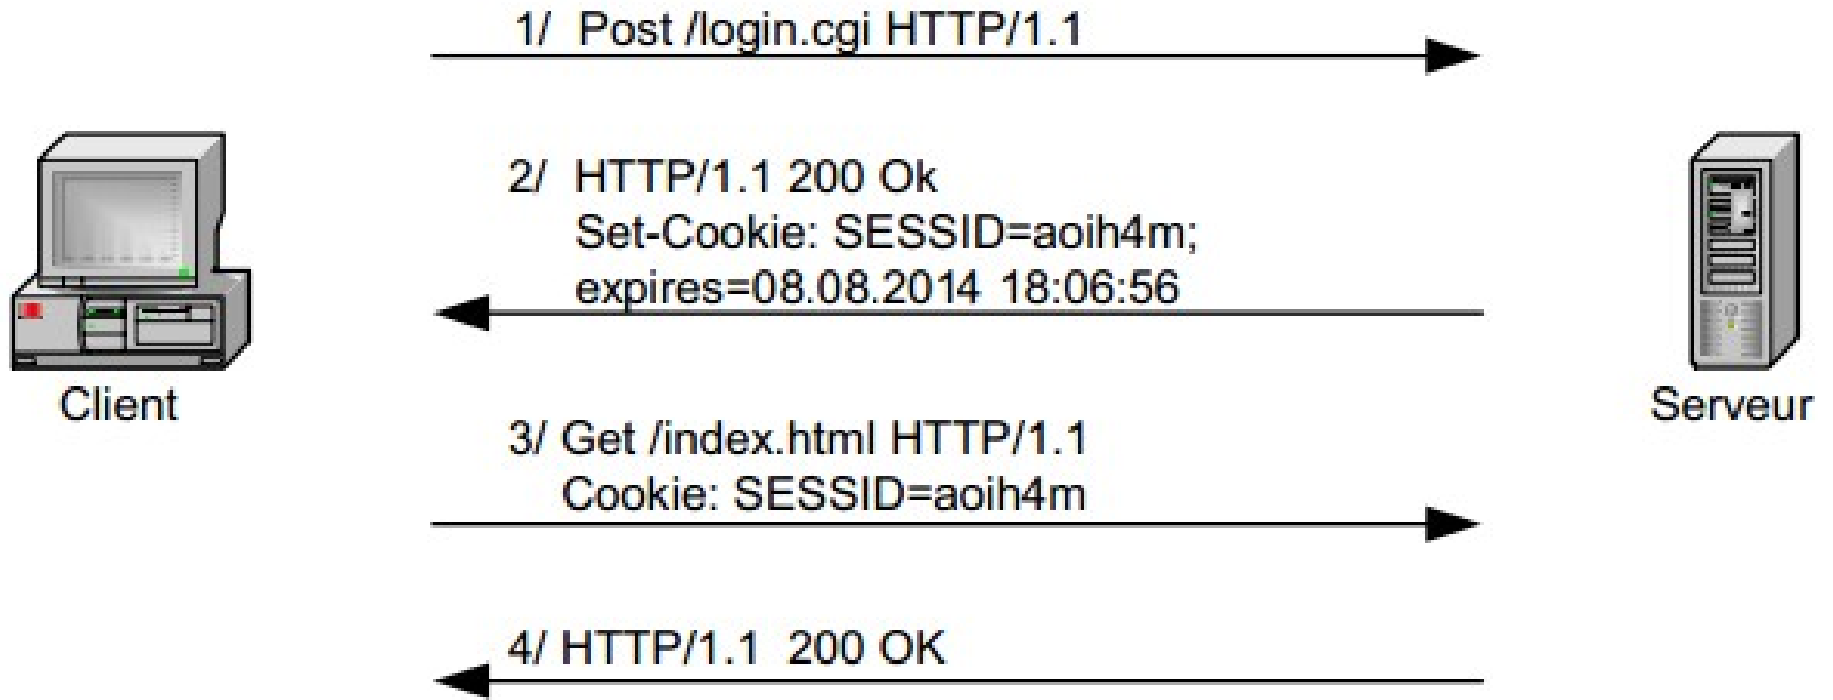 1/ Post /login.cgi HTTP/1.1
2/ HTTP/1.1 200 Ok
Set-Cookie: SESSID=aoih4m;
expires=08.08.2014 18:06:56
Client
Serveur
3/ Get /index.html HTTP/1.1
Cookie: SESSID=aoih4m
4/ HTTP/1.1 200 OK